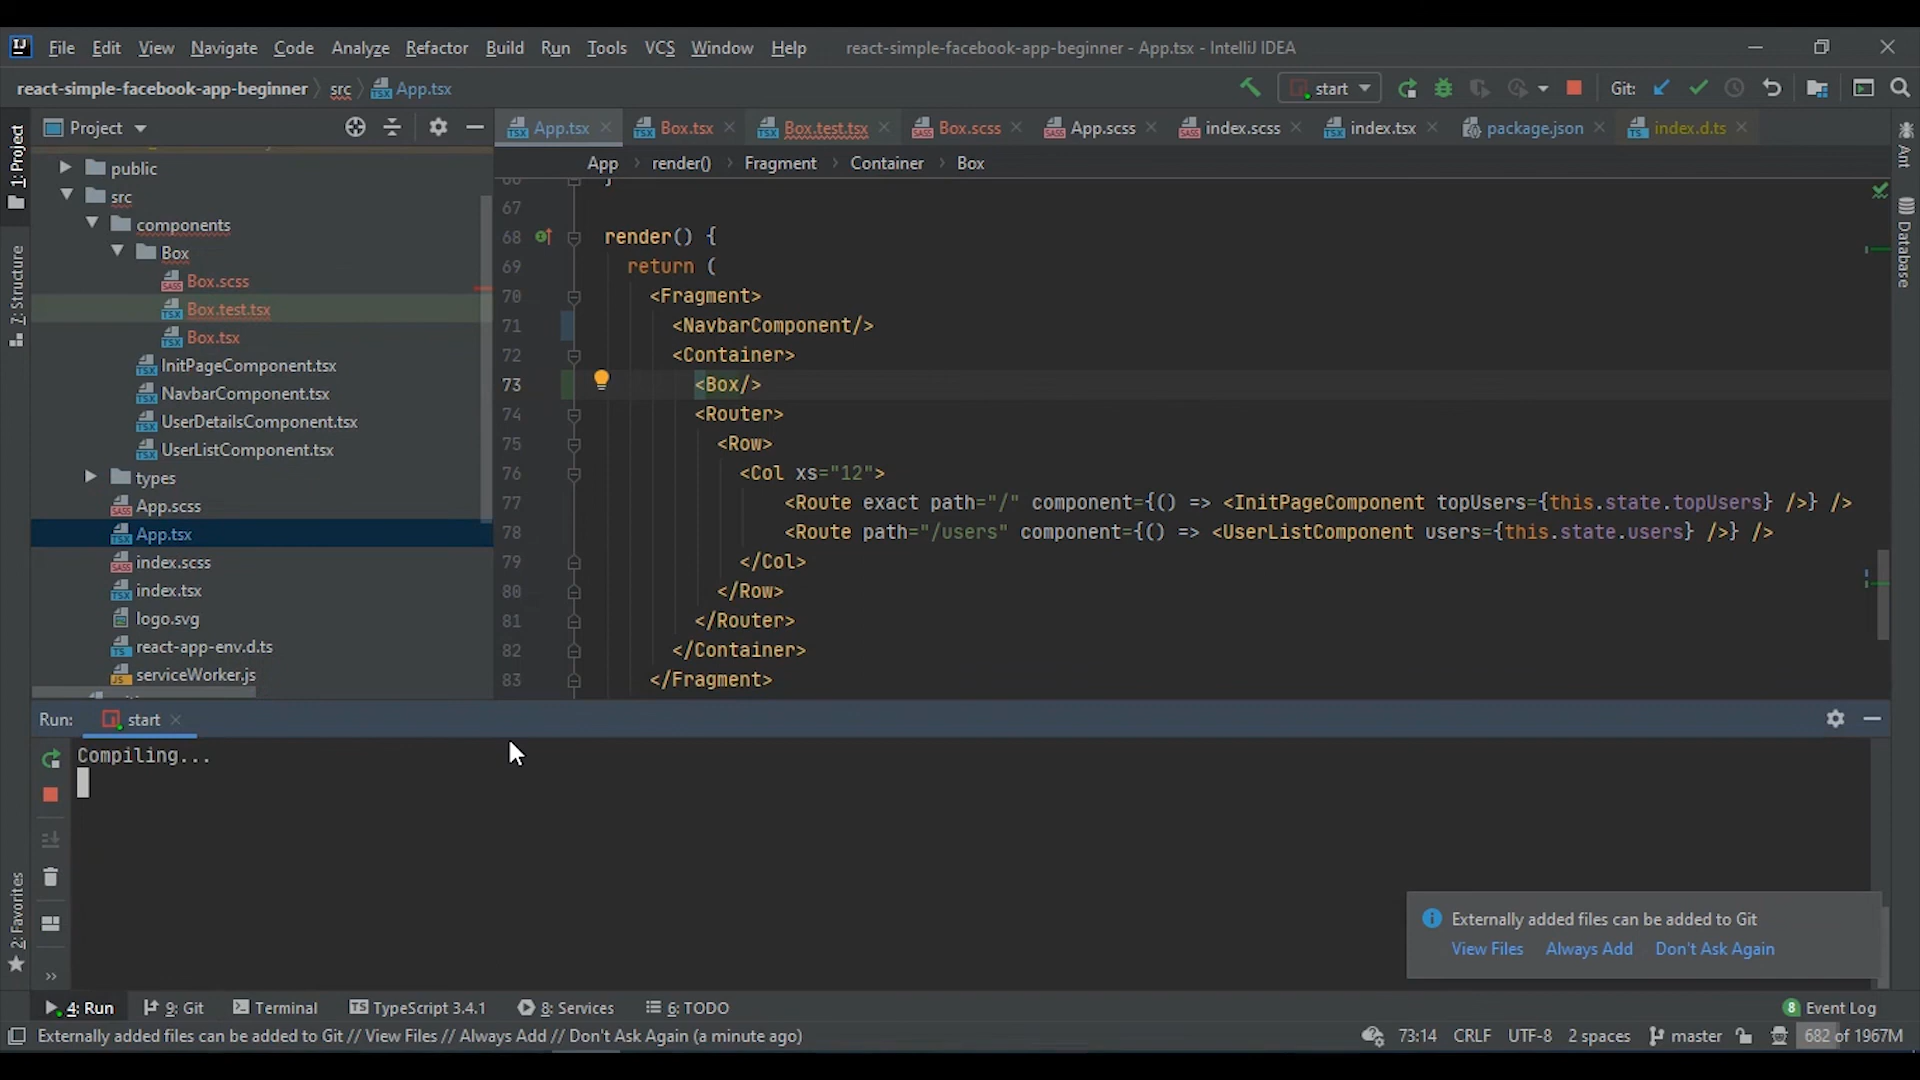 File Edit View Navigate Code Analyze Refactor Build Run Tools VCS Window Help react-simple-facebook-app-beginner - App.tsx - IntelliJ IDEA
react-simple-facebook-app-beginner src App.tsx start Git:
Project
App.tsx Box.tsx Box.test.tsx Box.scss App.scss index.scss index.tsx package.json index.d.ts
App render() Fragment Container Box
1: Project
7: Structure
2: Favorites
Ant
Database
public
src
components
Box
Box.scss
Box.test.tsx
Box.tsx
InitPageComponent.tsx
NavbarComponent.tsx
UserDetailsComponent.tsx
UserListComponent.tsx
types
App.scss
App.tsx
index.scss
index.tsx
logo.svg
react-app-env.d.ts
serviceWorker.js
66 }
67
68 render() {
69 return (
70 <Fragment>
71 <NavbarComponent/>
72 <Container>
73 <Box/>
74 <Router>
75 <Row>
76 <Col xs="12">
77 <Route exact path="/" component={() => <InitPageComponent topUsers={this.state.topUsers} />} />
78 <Route path="/users" component={() => <UserListComponent users={this.state.users} />} />
79 </Col>
80 </Row>
81 </Router>
82 </Container>
83 </Fragment>
Run: start
Compiling...
Externally added files can be added to Git
View Files Always Add Don't Ask Again
4: Run 9: Git Terminal TypeScript 3.4.1 8: Services 6: TODO 8 Event Log
Externally added files can be added to Git // View Files // Always Add // Don't Ask Again (a minute ago) 73:14 CRLF UTF-8 2 spaces master 682 of 1967M